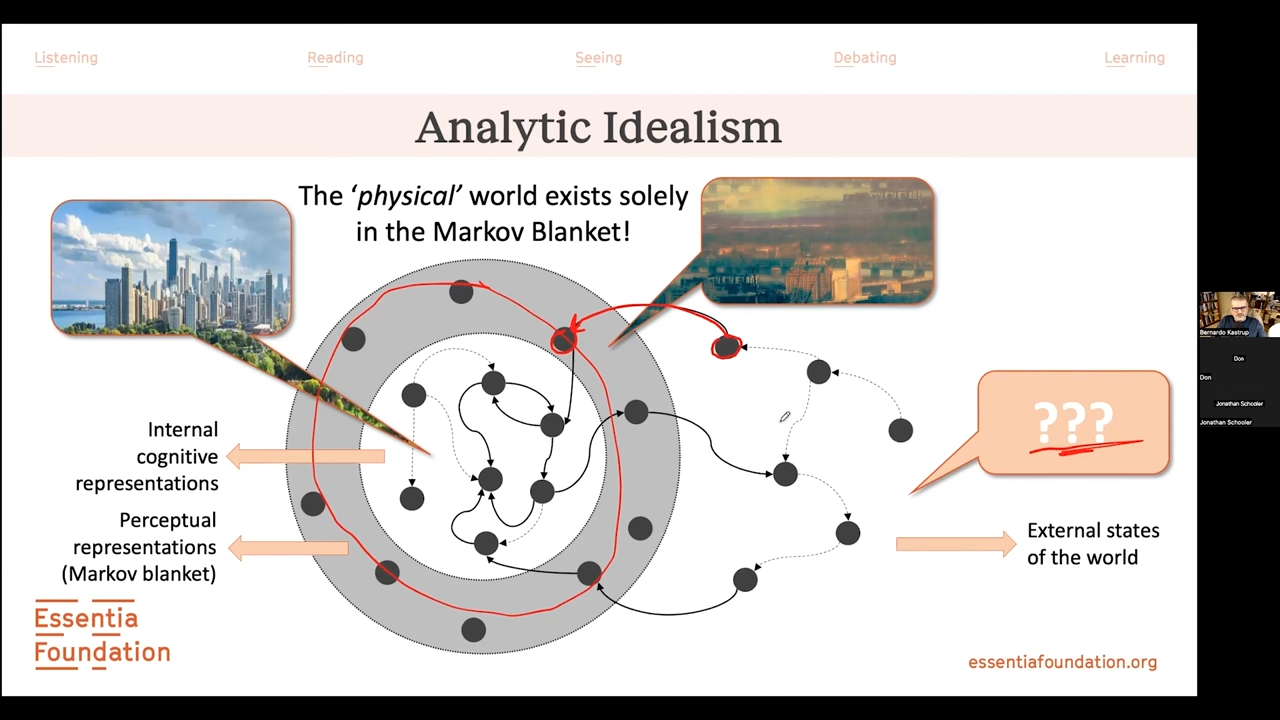 Listening
Reading
Seeing
Debating
Learning
Analytic Idealism
The ‘physical’ world exists solely
in the Markov Blanket!
???
Internal
cognitive
representations
Perceptual
representations
(Markov blanket)
External states
of the world
Essentia
Foundation
essentiafoundation.org
Bernardo Kastrup
Don
Don
Jonathan Schooler
Jonathan Schooler